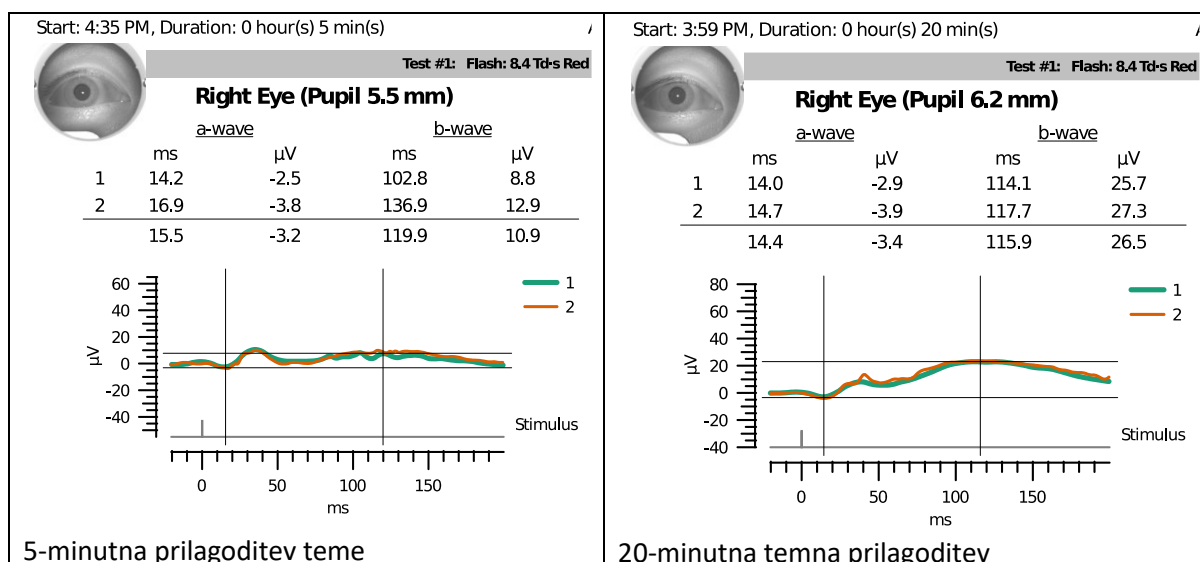 Start: 4:35 PM, Duration: 0 hour(s) 5 min(s)
Test #1: Flash: 8.4 Td·s Red
Right Eye (Pupil 5.5 mm)
a-wave b-wave
ms µV ms µV
1 14.2 -2.5 102.8 8.8
2 16.9 -3.8 136.9 12.9
15.5 -3.2 119.9 10.9
60
40
20
0
-20
-40
µV
1
2
Stimulus
0 50 100 150
ms
5-minutna prilagoditev teme
Start: 3:59 PM, Duration: 0 hour(s) 20 min(s)
Test #1: Flash: 8.4 Td·s Red
Right Eye (Pupil 6.2 mm)
a-wave b-wave
ms µV ms µV
1 14.0 -2.9 114.1 25.7
2 14.7 -3.9 117.7 27.3
14.4 -3.4 115.9 26.5
80
60
40
20
0
-20
-40
µV
1
2
Stimulus
0 50 100 150
ms
20-minutna temna prilagoditev